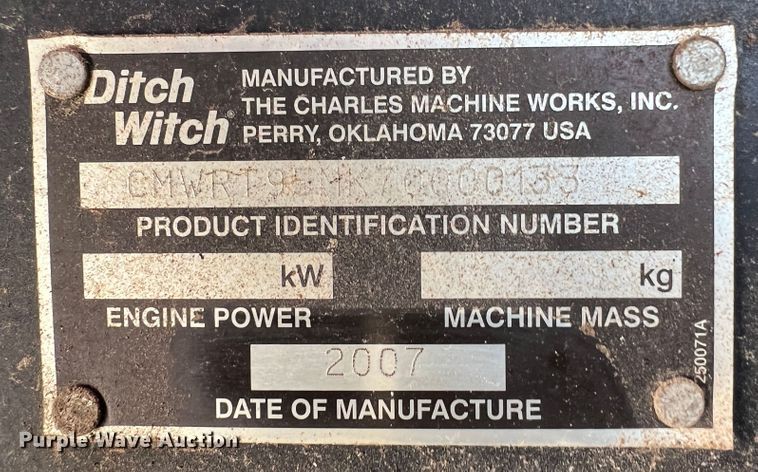 Ditch Witch®
MANUFACTURED BY
THE CHARLES MACHINE WORKS, INC.
PERRY, OKLAHOMA 73077 USA
PRODUCT IDENTIFICATION NUMBER
kW
kg
ENGINE POWER
MACHINE MASS
2007
DATE OF MANUFACTURE
250071A
Purple Wave Auction